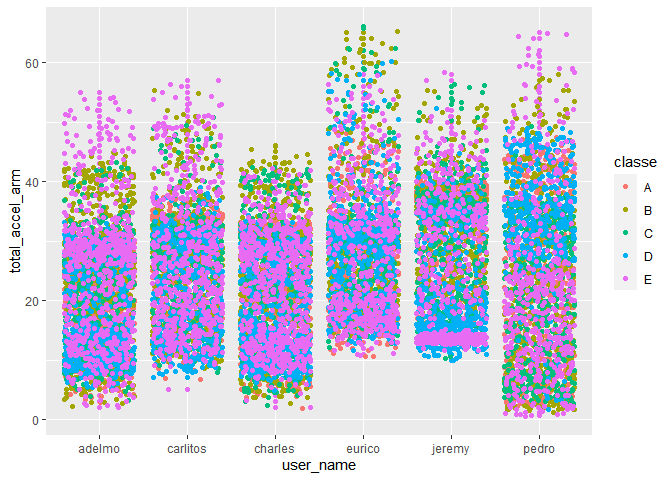 60
40
20
0
total_accel_arm
adelmo carlitos charles eurico jeremy pedro
user_name
classe
A
B
C
D
E